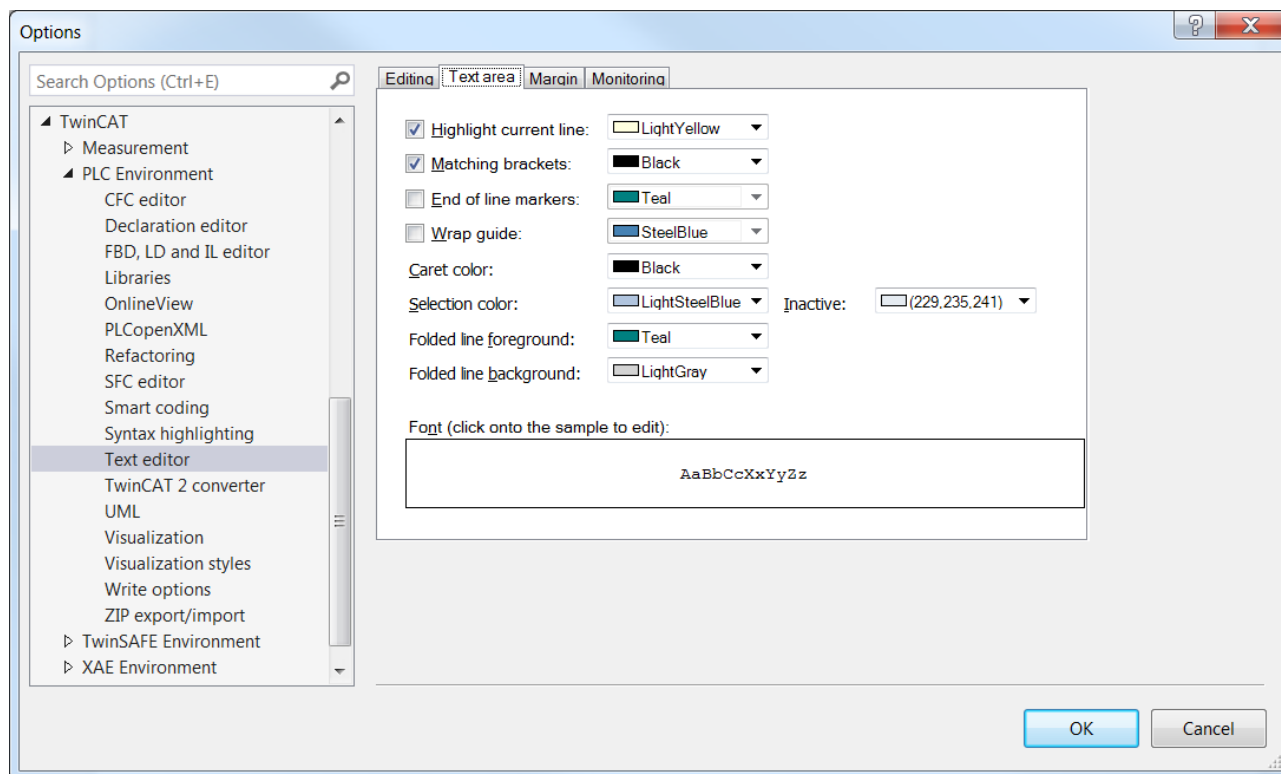 Options
Search Options (Ctrl+E)
TwinCAT
Measurement
PLC Environment
CFC editor
Declaration editor
FBD, LD and IL editor
Libraries
OnlineView
PLCopenXML
Refactoring
SFC editor
Smart coding
Syntax highlighting
Text editor
TwinCAT 2 converter
UML
Visualization
Visualization styles
Write options
ZIP export/import
TwinSAFE Environment
XAE Environment
Editing Text area Margin Monitoring
Highlight current line: LightYellow
Matching brackets: Black
End of line markers: Teal
Wrap guide: SteelBlue
Caret color: Black
Selection color: LightSteelBlue Inactive: (229,235,241)
Folded line foreground: Teal
Folded line background: LightGray
Font (click onto the sample to edit):
AaBbCcXxYyZz
OK Cancel